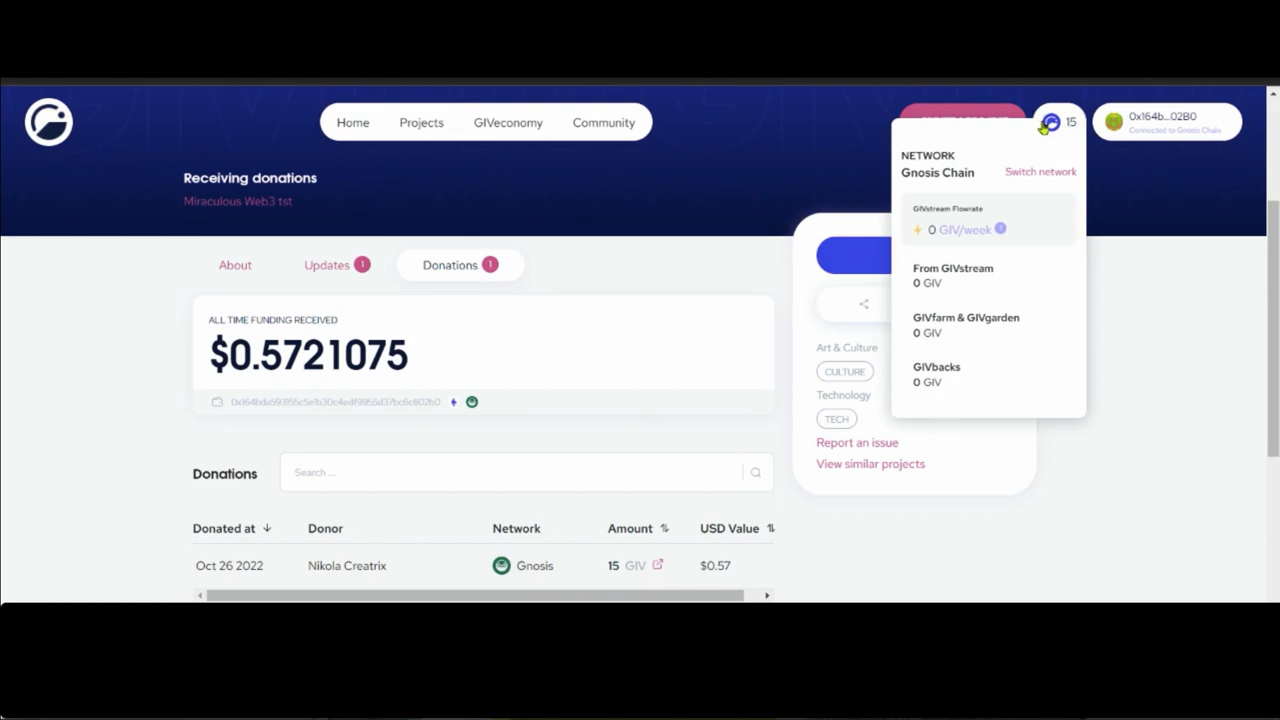 Home Projects GIVeconomy Community
15
0x164b...02B0
Connected to Gnosis Chain
Receiving donations
Miraculous Web3 tst
NETWORK
Gnosis Chain Switch network
GIVstream Flowrate
0 GIV/week
From GIVstream
0 GIV
GIVfarm & GIVgarden
0 GIV
GIVbacks
0 GIV
About Updates 1 Donations 1
ALL TIME FUNDING RECEIVED
$0.5721075
Art & Culture
CULTURE
Technology
TECH
Report an issue
View similar projects
Donations Search ...
Donated at Donor Network Amount USD Value
Oct 26 2022 Nikola Creatrix Gnosis 15 GIV $0.57